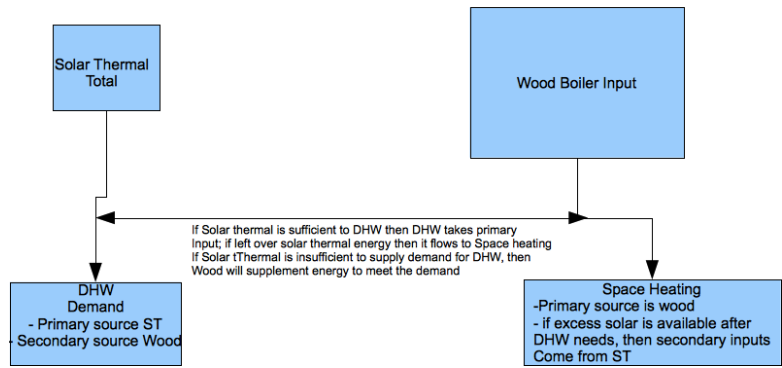 Solar Thermal
Total
Wood Boiler Input
If Solar thermal is sufficient to DHW then DHW takes primary
Input; if left over solar thermal energy then it flows to Space heating
If Solar tThermal is insufficient to supply demand for DHW, then
Wood will supplement energy to meet the demand
DHW
Demand
- Primary source ST
- Secondary source Wood
Space Heating
-Primary source is wood
- if excess solar is available after
DHW needs, then secondary inputs
Come from ST